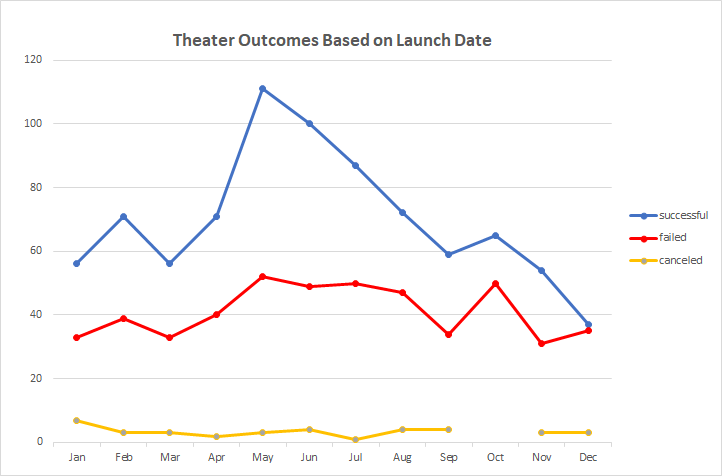 Theater Outcomes Based on Launch Date
120
100
80
60
40
20
0
Jan Feb Mar Apr May Jun Jul Aug Sep Oct Nov Dec
successful
failed
canceled